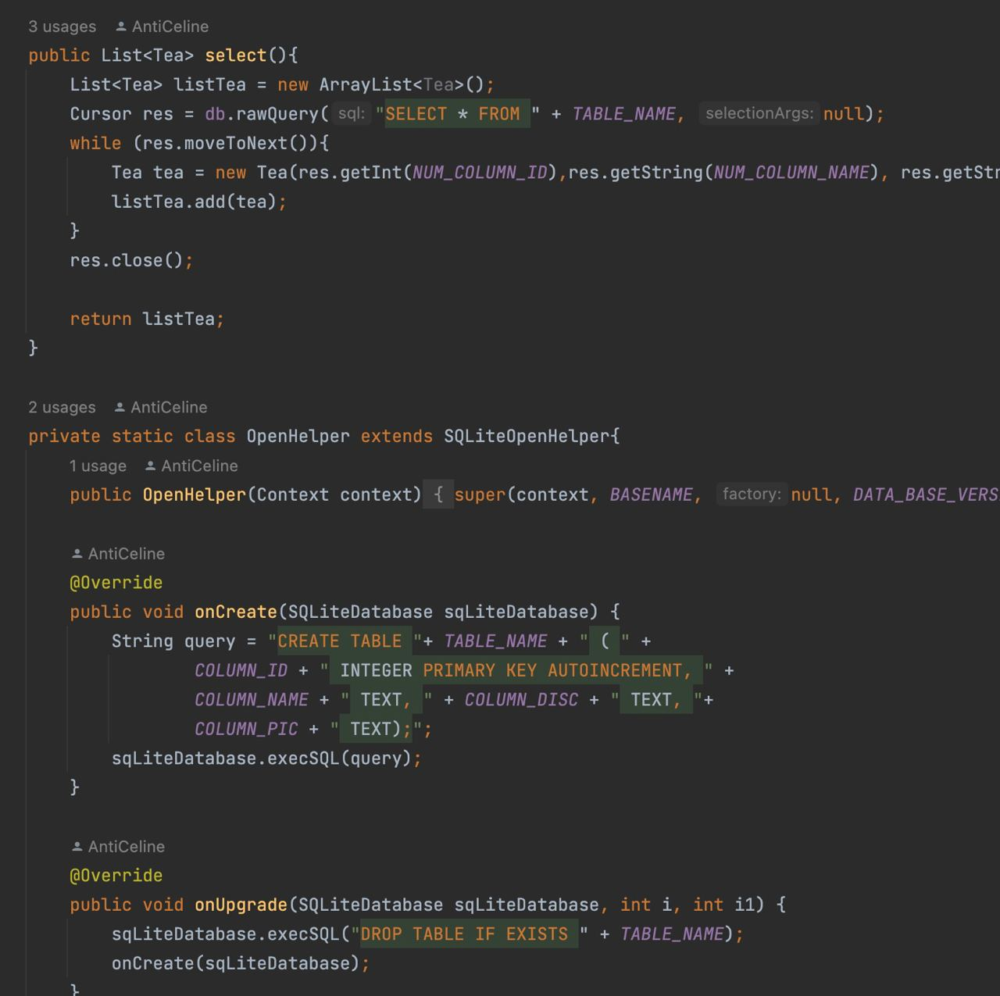 3 usages AntiCeline
public List<Tea> select(){
List<Tea> listTea = new ArrayList<Tea>();
Cursor res = db.rawQuery( sql: "SELECT * FROM " + TABLE_NAME, selectionArgs: null);
while (res.moveToNext()){
Tea tea = new Tea(res.getInt(NUM_COLUMN_ID),res.getString(NUM_COLUMN_NAME), res.getStr
listTea.add(tea);
}
res.close();
return listTea;
}
2 usages AntiCeline
private static class OpenHelper extends SQLiteOpenHelper{
1 usage AntiCeline
public OpenHelper(Context context) { super(context, BASENAME, factory: null, DATA_BASE_VERS
AntiCeline
@Override
public void onCreate(SQLiteDatabase sqLiteDatabase) {
String query = "CREATE TABLE "+ TABLE_NAME + " ( " +
COLUMN_ID + " INTEGER PRIMARY KEY AUTOINCREMENT, " +
COLUMN_NAME + " TEXT, " + COLUMN_DISC + " TEXT, "+
COLUMN_PIC + " TEXT);";
sqLiteDatabase.execSQL(query);
}
AntiCeline
@Override
public void onUpgrade(SQLiteDatabase sqLiteDatabase, int i, int i1) {
sqLiteDatabase.execSQL("DROP TABLE IF EXISTS " + TABLE_NAME);
onCreate(sqLiteDatabase);
}